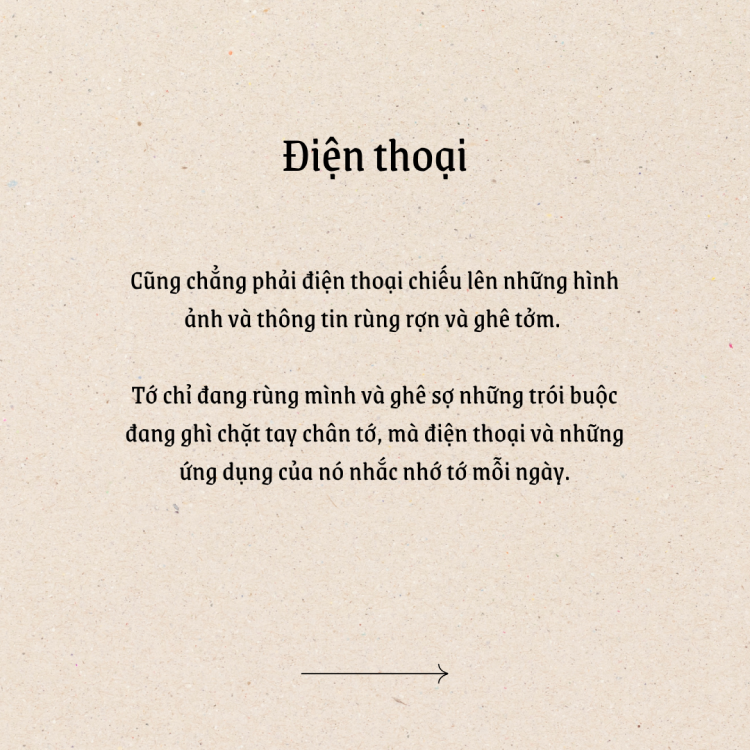 Điện thoại
Cũng chẳng phải điện thoại chiếu lên những hình
ảnh và thông tin rùng rợn và ghê tởm.
Tớ chỉ đang rùng mình và ghê sợ những trói buộc
đang ghì chặt tay chân tớ, mà điện thoại và những
ứng dụng của nó nhắc nhớ tớ mỗi ngày.